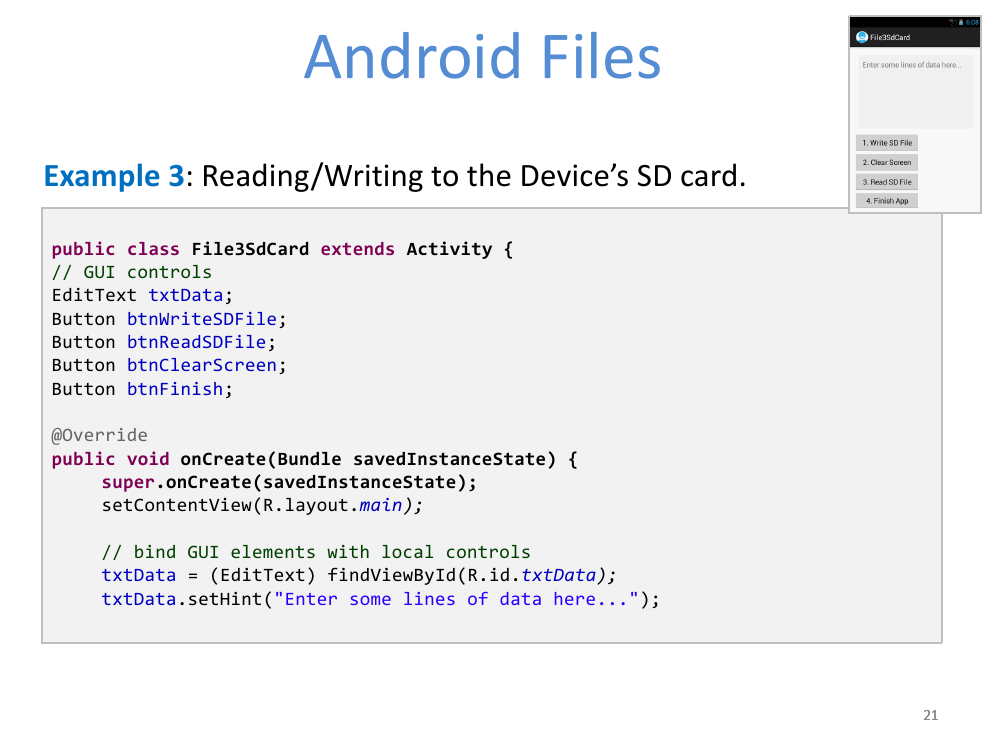 Android Files
6:08
File3SdCard
Enter some lines of data here...
1. Write SD File
2. Clear Screen
3. Read SD File
4. Finish App
Example 3: Reading/Writing to the Device’s SD card.
public class File3SdCard extends Activity {
// GUI controls
EditText txtData;
Button btnWriteSDFile;
Button btnReadSDFile;
Button btnClearScreen;
Button btnFinish;
@Override
public void onCreate(Bundle savedInstanceState) {
super.onCreate(savedInstanceState);
setContentView(R.layout.main);
// bind GUI elements with local controls
txtData = (EditText) findViewById(R.id.txtData);
txtData.setHint("Enter some lines of data here...");
21